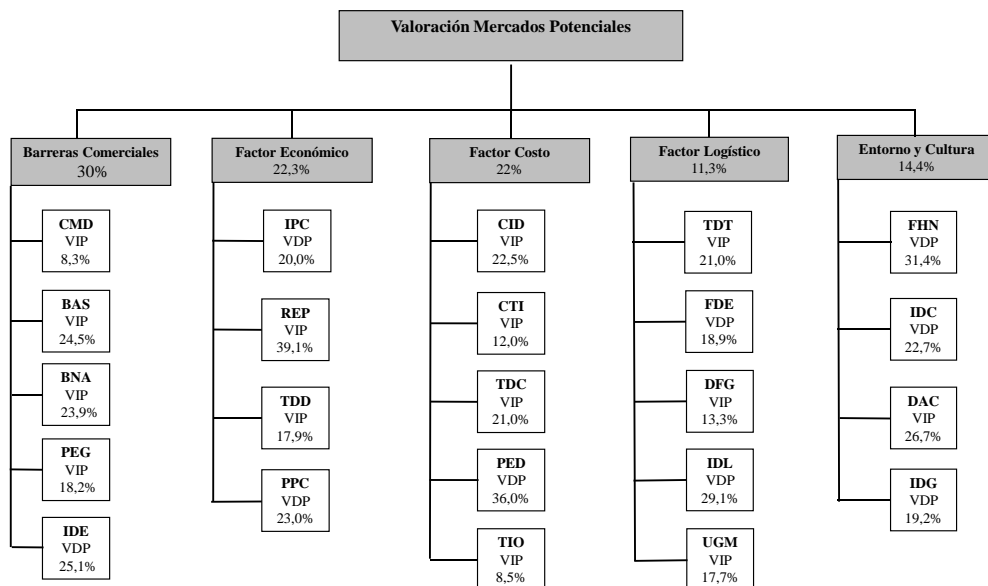 Valoración Mercados Potenciales
Barreras Comerciales
30%
CMD
VIP
8,3%
BAS
VIP
24,5%
BNA
VIP
23,9%
PEG
VIP
18,2%
IDE
VDP
25,1%
Factor Económico
22,3%
IPC
VDP
20,0%
REP
VIP
39,1%
TDD
VIP
17,9%
PPC
VDP
23,0%
Factor Costo
22%
CID
VIP
22,5%
CTI
VIP
12,0%
TDC
VIP
21,0%
PED
VDP
36,0%
TIO
VIP
8,5%
Factor Logístico
11,3%
TDT
VIP
21,0%
FDE
VDP
18,9%
DFG
VIP
13,3%
IDL
VDP
29,1%
UGM
VIP
17,7%
Entorno y Cultura
14,4%
FHN
VDP
31,4%
IDC
VDP
22,7%
DAC
VIP
26,7%
IDG
VDP
19,2%